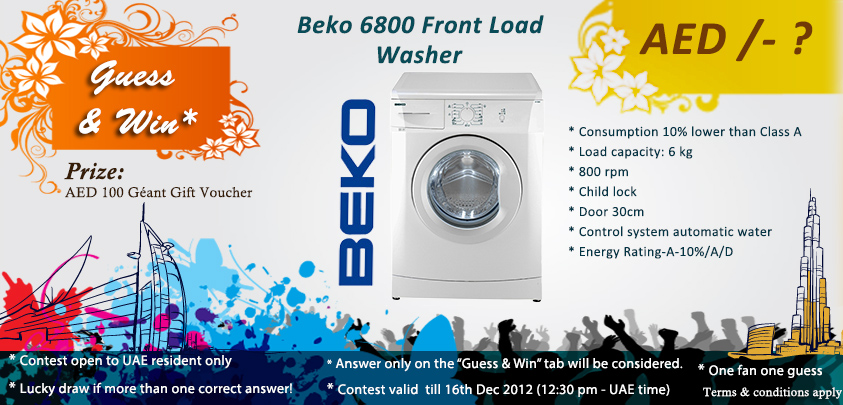 Guess
& Win*
Prize:
AED 100 Géant Gift Voucher
Beko 6800 Front Load
Washer
BEKO
AED /- ?
* Consumption 10% lower than Class A
* Load capacity: 6 kg
* 800 rpm
* Child lock
* Door 30cm
* Control system automatic water
* Energy Rating-A-10%/A/D
* Contest open to UAE resident only
* Lucky draw if more than one correct answer!
* Answer only on the “Guess & Win” tab will be considered.
* Contest valid till 16th Dec 2012 (12:30 pm - UAE time)
* One fan one guess
Terms & conditions apply